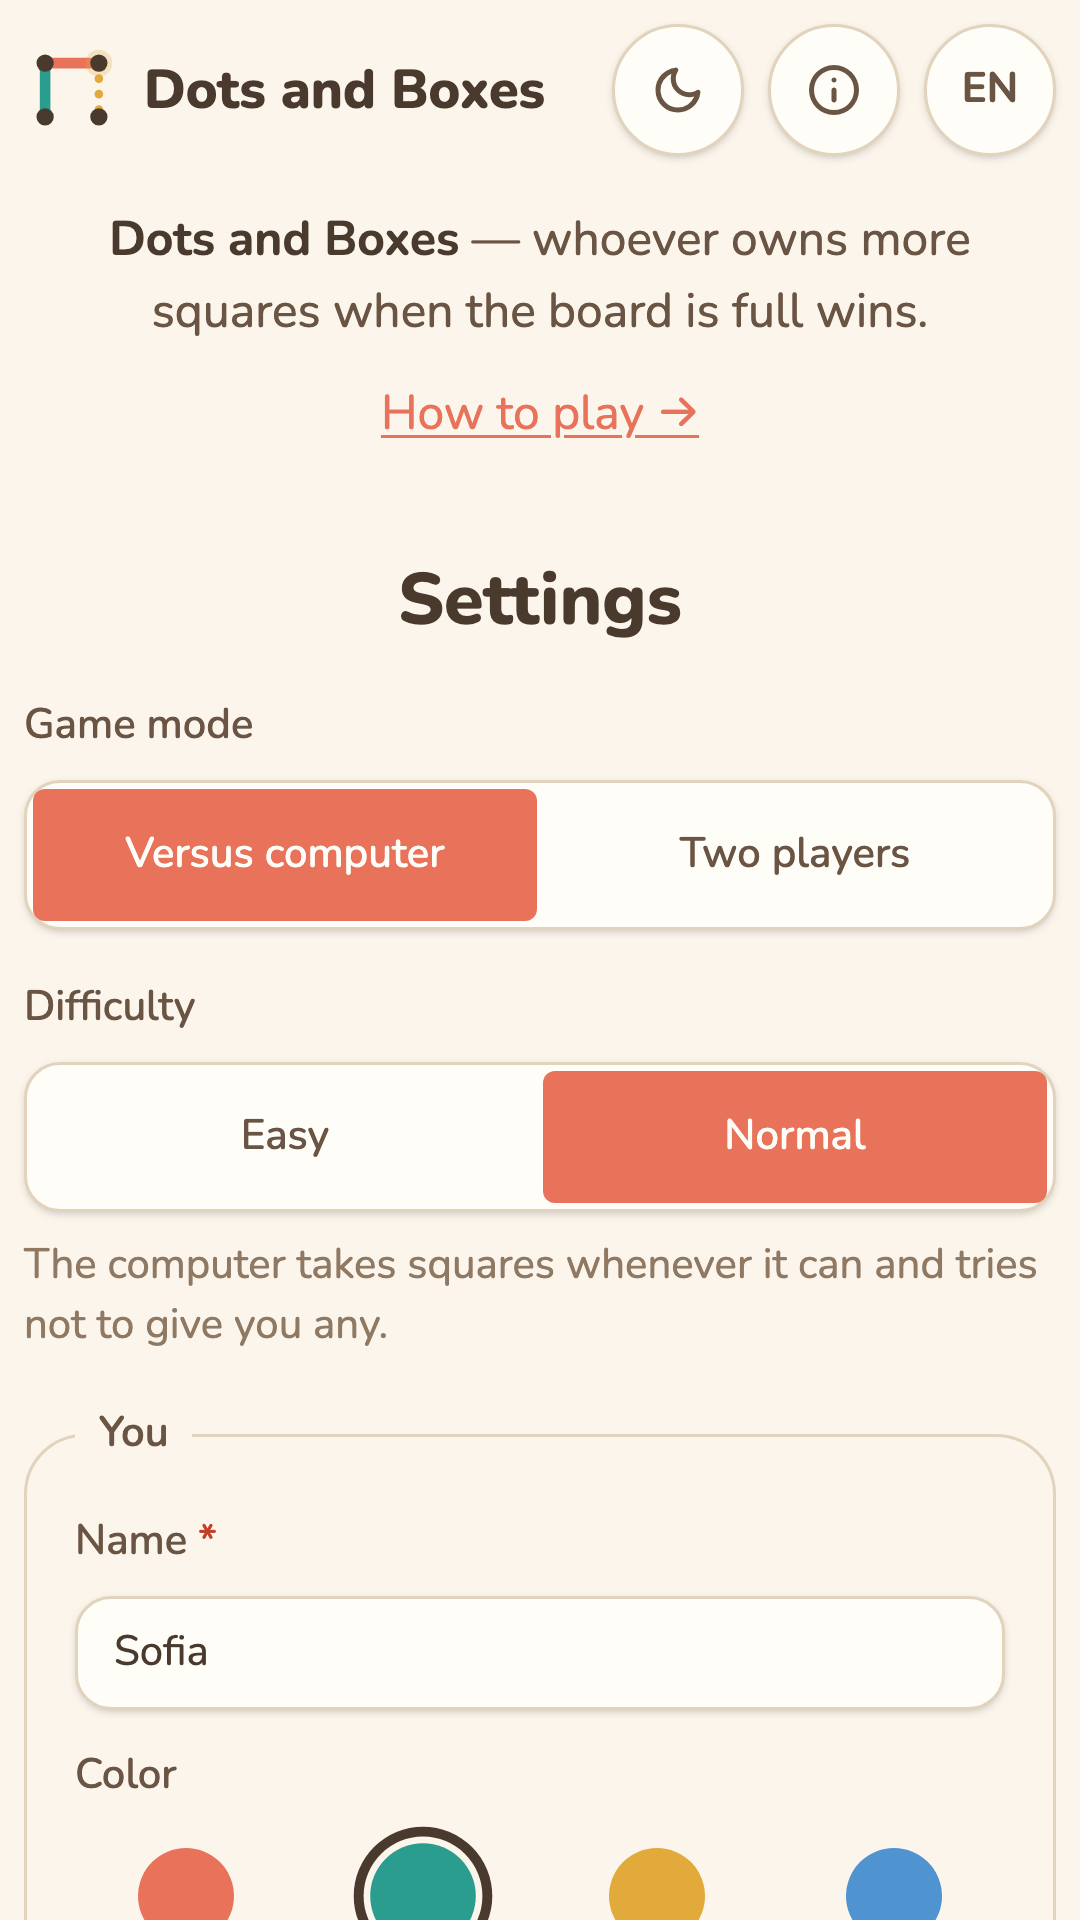 Dots and Boxes
EN
Dots and Boxes — whoever owns more
squares when the board is full wins.
How to play →
Settings
Game mode
Versus computer
Two players
Difficulty
Easy
Normal
The computer takes squares whenever it can and tries
not to give you any.
You
Name *
Sofia
Color